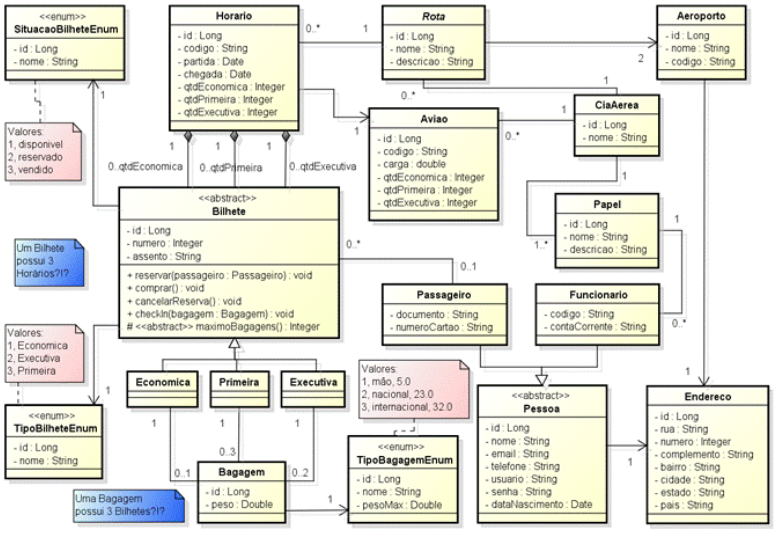 <<enum>>
SituacaoBilheteEnum
- id : Long
- nome : String
Valores:
1, disponivel
2, reservado
3, vendido
1
Horario
- id : Long
- codigo : String
- partida : Date
- chegada : Date
- qtdEconomica : Integer
- qtdPrimeira : Integer
- qtdExecutiva : Integer
0..*
1
Rota
- id : Long
- nome : String
- descricao : String
2
Aeroporto
- id : Long
- nome : String
- codigo : String
0..*
1
CiaAerea
- id : Long
- nome : String
1
Aviao
- id : Long
- codigo : String
- carga : double
- qtdEconomica : Integer
- qtdPrimeira : Integer
- qtdExecutiva : Integer
1
0..*
1
1
1
1
0..qtdEconomica
0..qtdPrimeira
0..qtdExecutiva
<<abstract>>
Bilhete
- id : Long
- numero : Integer
- assento : String
+ reservar(passageiro : Passageiro) : void
+ comprar() : void
+ cancelarReserva() : void
+ checkIn(bagagem : Bagagem) : void
# <<abstract>> maximoBagagens() : Integer
0..*
0..1
Um Bilhete
possui 3
Horários?!?
Papel
- id : Long
- nome : String
- descricao : String
1..*
1
0..*
Passageiro
- documento : String
- numeroCartao : String
Funcionario
- codigo : String
- contaCorrente : String
Valores:
1, Economica
2, Executiva
3, Primeira
1
<<enum>>
TipoBilheteEnum
- id : Long
- nome : String
Economica
Primeira
Executiva
1
1
1
0..1
0..3
0..2
Bagagem
- id : Long
- peso : Double
1
Uma Bagagem
possui 3 Bilhetes?!?
Valores:
1, mão, 5.0
2, nacional, 23.0
3, internacional, 32.0
<<enum>>
TipoBagagemEnum
- id : Long
- nome : String
- pesoMax : Double
<<abstract>>
Pessoa
- id : Long
- nome : String
- email : String
- telefone : String
- usuario : String
- senha : String
- dataNascimento : Date
1
1
Endereco
- id : Long
- rua : String
- numero : Integer
- complemento : String
- bairro : String
- cidade : String
- estado : String
- pais : String